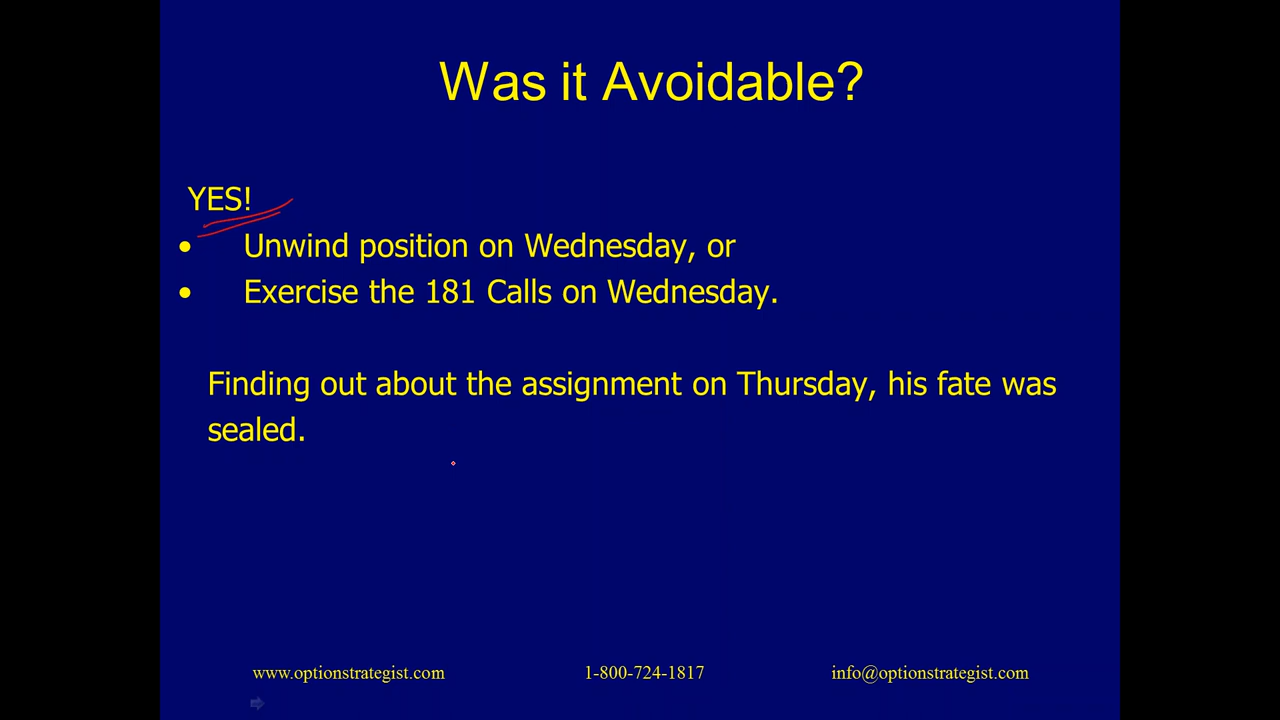 Was it Avoidable?
YES!
• Unwind position on Wednesday, or
• Exercise the 181 Calls on Wednesday.
Finding out about the assignment on Thursday, his fate was
sealed.
www.optionstrategist.com 1-800-724-1817 info@optionstrategist.com